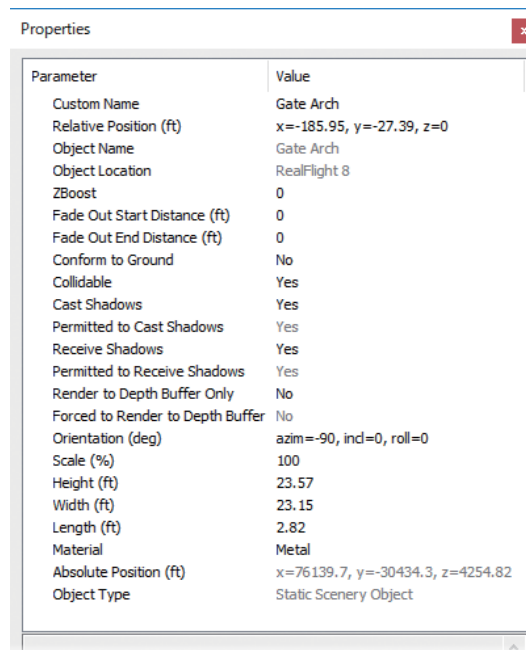 Properties
x
Parameter Value
Custom Name Gate Arch
Relative Position (ft) x=-185.95, y=-27.39, z=0
Object Name Gate Arch
Object Location RealFlight 8
ZBoost 0
Fade Out Start Distance (ft) 0
Fade Out End Distance (ft) 0
Conform to Ground No
Collidable Yes
Cast Shadows Yes
Permitted to Cast Shadows Yes
Receive Shadows Yes
Permitted to Receive Shadows Yes
Render to Depth Buffer Only No
Forced to Render to Depth Buffer No
Orientation (deg) azim=-90, incl=0, roll=0
Scale (%) 100
Height (ft) 23.57
Width (ft) 23.15
Length (ft) 2.82
Material Metal
Absolute Position (ft) x=76139.7, y=-30434.3, z=4254.82
Object Type Static Scenery Object